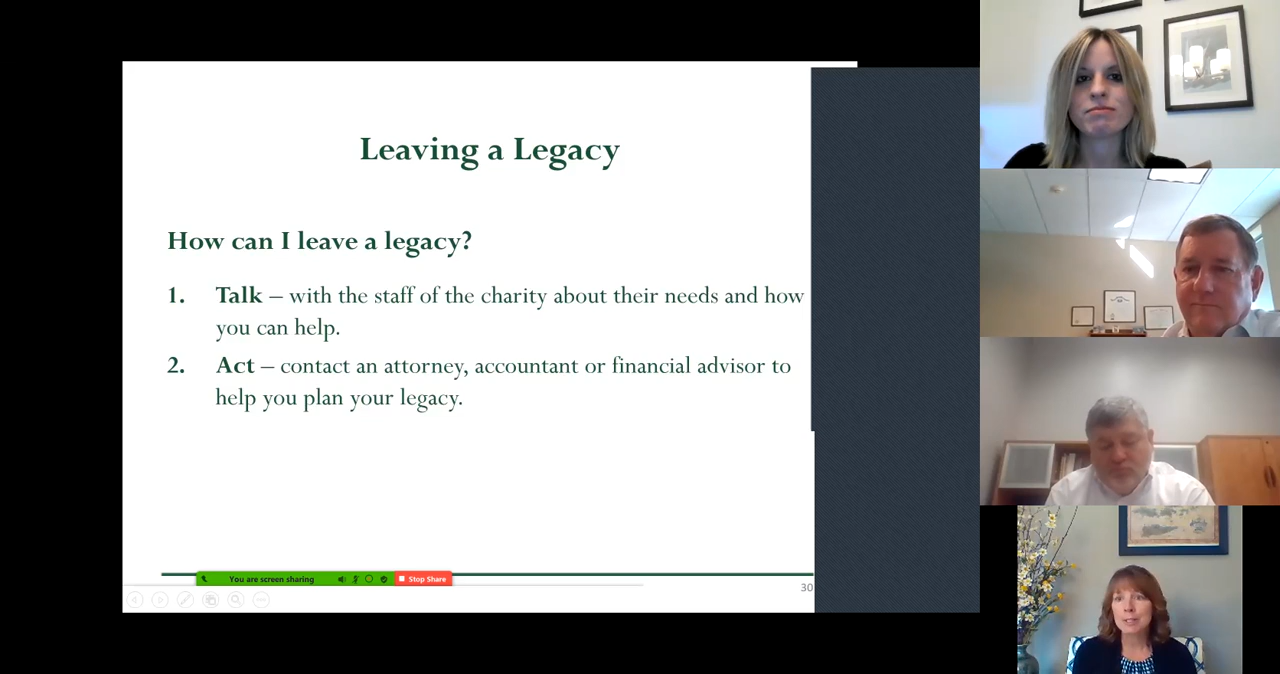 Leaving a Legacy
How can I leave a legacy?
1. Talk – with the staff of the charity about their needs and how
you can help.
2. Act – contact an attorney, accountant or financial advisor to
help you plan your legacy.
You are screen sharing
Stop Share
30